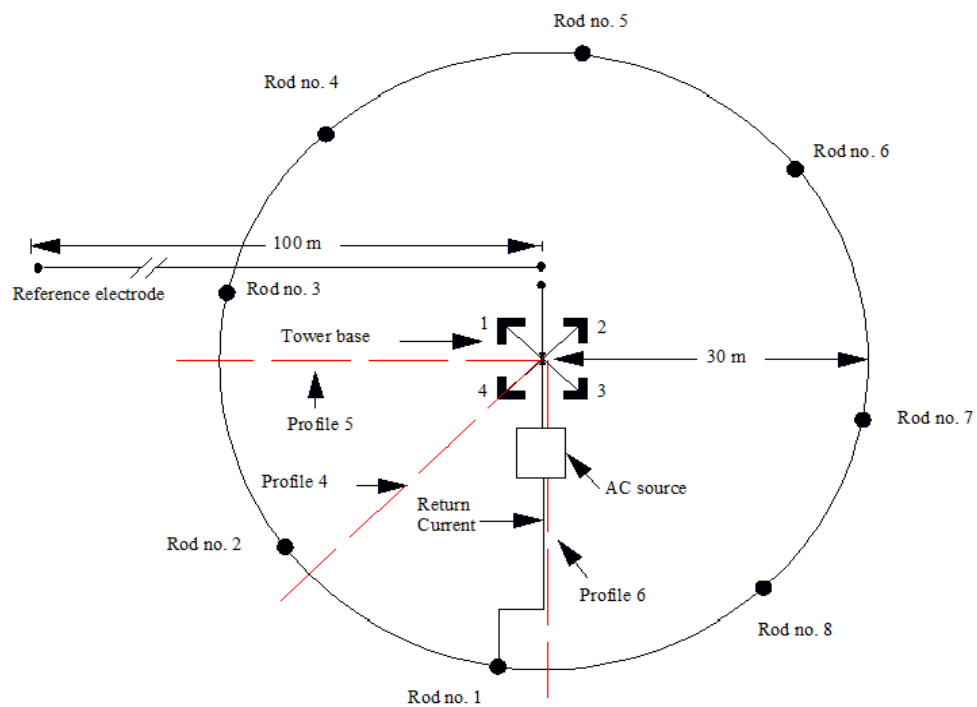 Rod no. 5
Rod no. 4
Rod no. 6
100 m
Reference electrode
Rod no. 3
1
2
Tower base
30 m
4
3
Profile 5
Rod no. 7
Profile 4
AC source
Return
Current
Rod no. 2
Profile 6
Rod no. 8
Rod no. 1